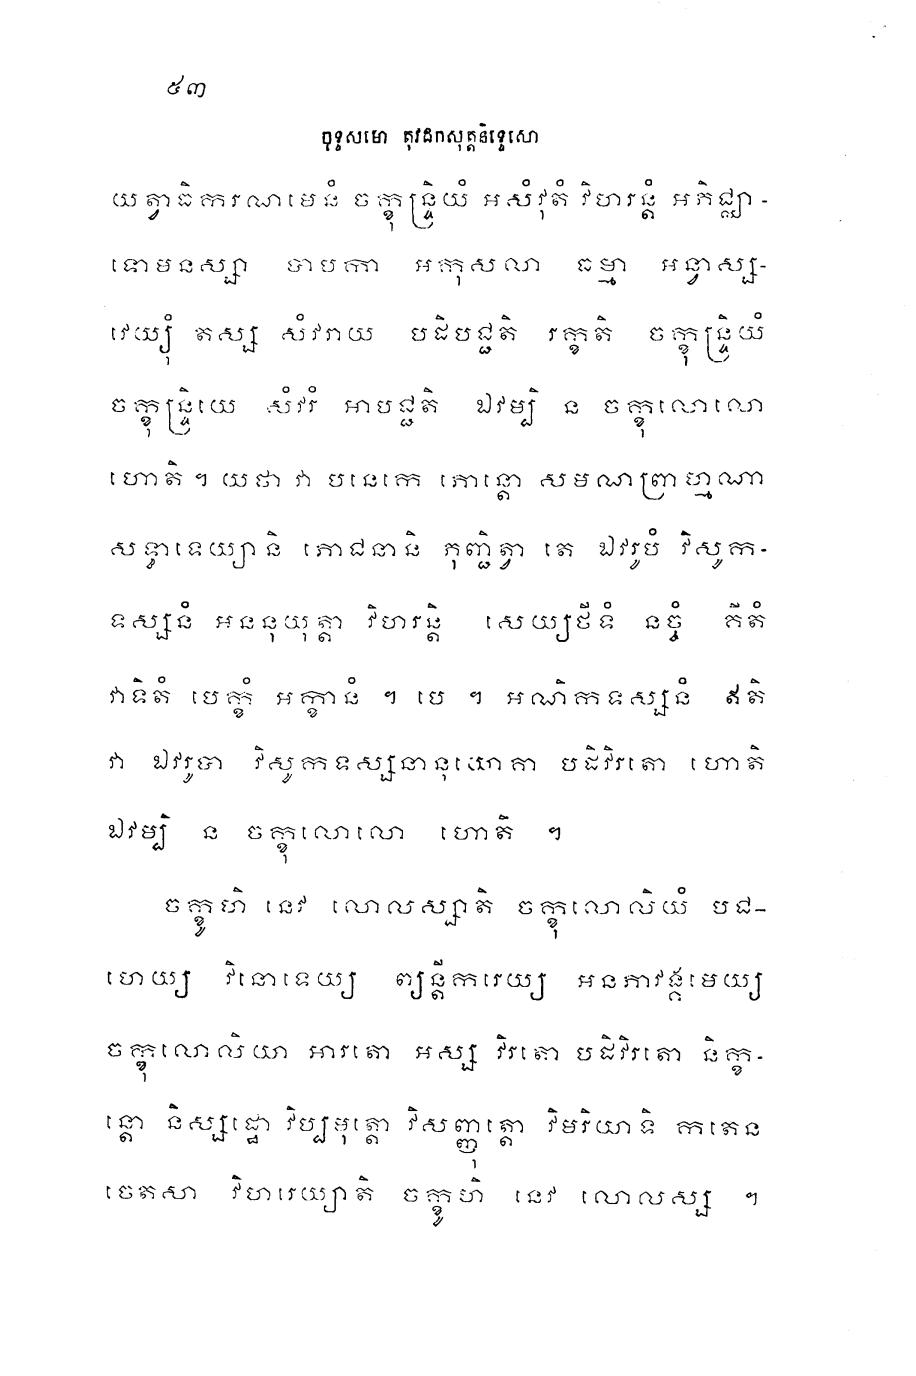 ៥៣
ចុទ្ទសមោ តុវដកសុត្តនិទ្ទេសោ
យត្វាធិករណមេនំ ចក្ខុន្ទ្រិយំ អសំវុតំ វិហរន្តំ អភិជ្ឈា-
ទោមនស្សា បាបកា អកុសលា ធម្មា អន្វាស្ស-
វេយ្យុំ តស្ស សំវរាយ បដិបជ្ជតិ រក្ខតិ ចក្ខុន្ទ្រិយំ
ចក្ខុន្ទ្រិយេ សំវរំ អាបជ្ជតិ ឯវម្បិ ន ចក្ខុលោលោ
ហោតិ ។ យថា វា បនេកេ ភោន្តោ សមណព្រាហ្មណា
សទ្ធាទេយ្យានិ ភោជនានិ ភុញ្ជិត្វា តេ ឯវរូបំ វិសូក-
ទស្សនំ អននុយុត្តា វិហរន្តិ សេយ្យថីទំ នច្ចំ គីតំ
វាទិតំ បេក្ខំ អក្ខានំ ។ បេ ។ អណីកទស្សនំ ឥតិ
វា ឯវរូបា វិសូកទស្សនានុយោគា បដិវិរតោ ហោតិ
ឯវម្បិ ន ចក្ខុលោលោ ហោតិ ។
ចក្ខូហិ នេវ លោលស្សាតិ ចក្ខុលោលិយំ បជ-
ហេយ្យ វិនោទេយ្យ ព្យន្តីករេយ្យ អនភាវង្គមេយ្យ
ចក្ខុលោលិយា អារតោ អស្ស វិរតោ បដិវិរតោ និក្ខ-
ន្តោ និស្សដ្ឋោ វិប្បមុត្តោ វិសញ្ញុត្តោ វិមរិយាទិ កតេន
ចេតសា វិហរេយ្យាតិ ចក្ខូហិ នេវ លោលស្ស ។